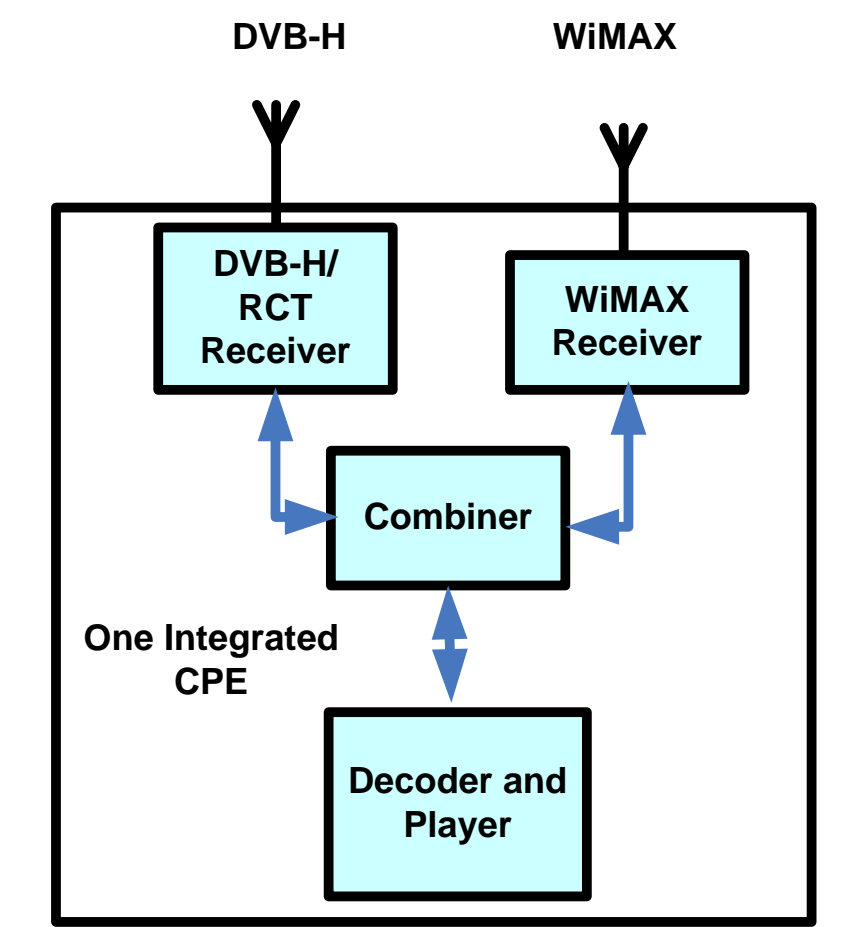 DVB-H
WiMAX
DVB-H/
RCT
Receiver
WiMAX
Receiver
Combiner
One Integrated
CPE
Decoder and
Player